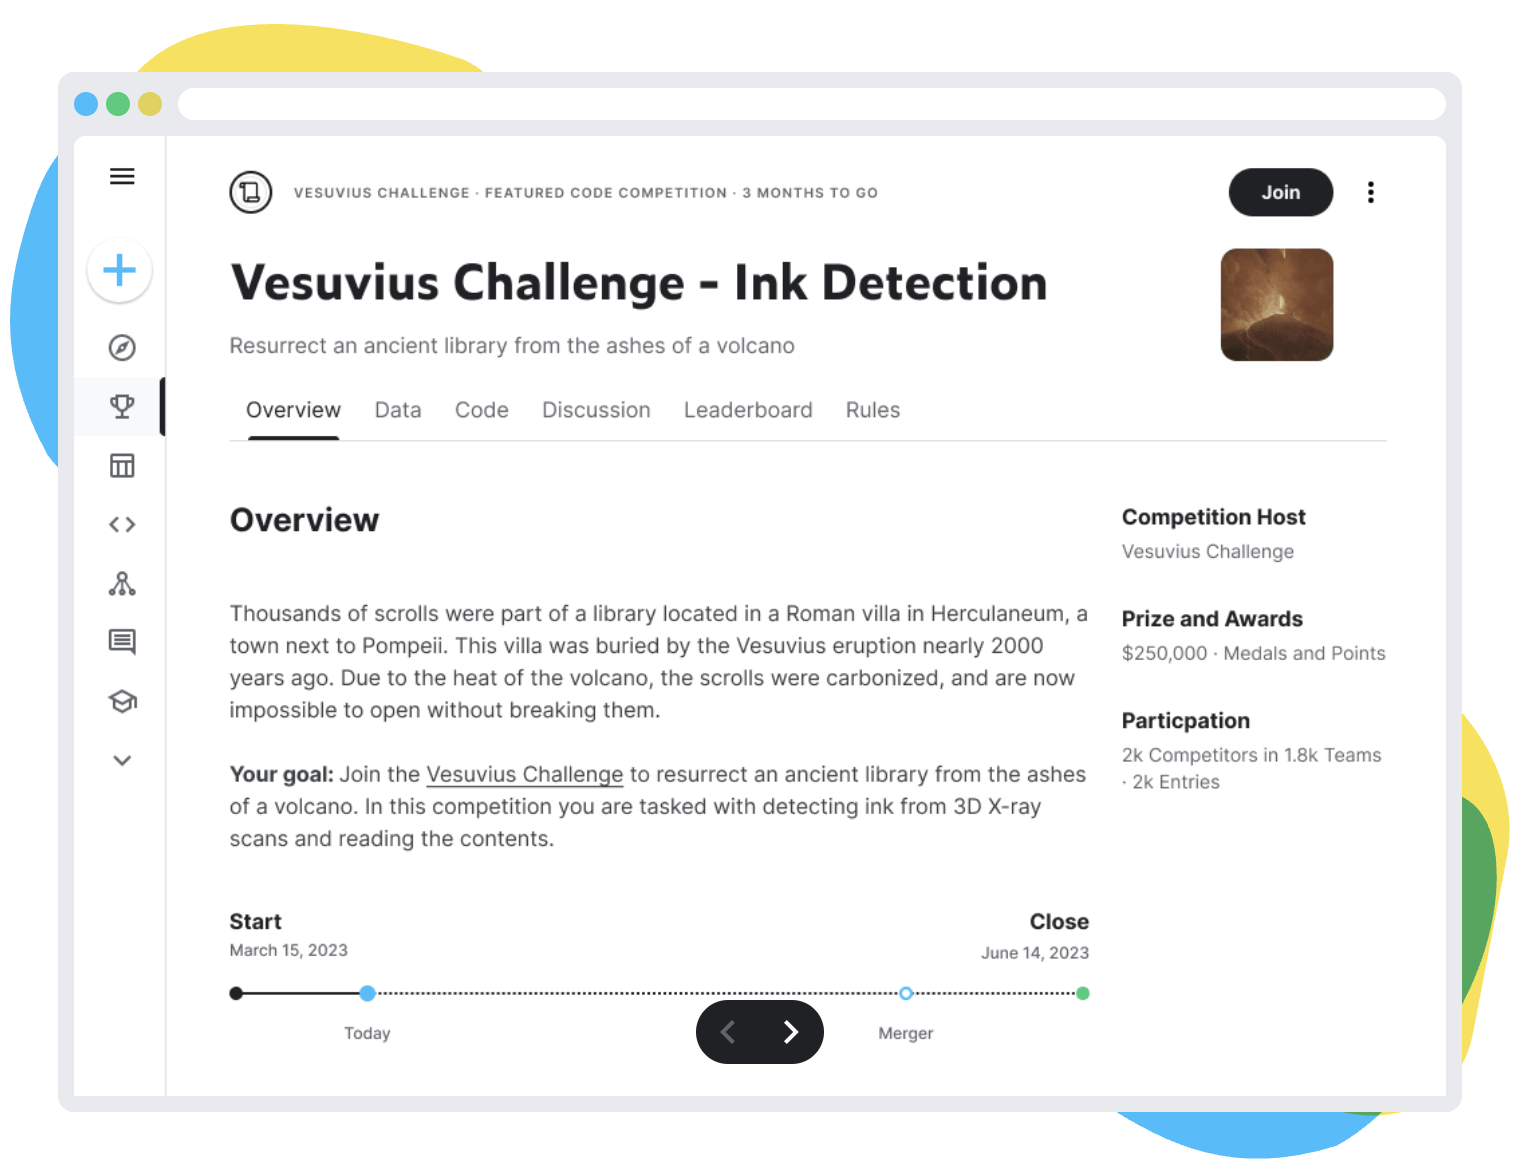 VESUVIUS CHALLENGE · FEATURED CODE COMPETITION · 3 MONTHS TO GO
Join
Vesuvius Challenge - Ink Detection
Resurrect an ancient library from the ashes of a volcano
Overview Data Code Discussion Leaderboard Rules
Overview
Thousands of scrolls were part of a library located in a Roman villa in Herculaneum, a
town next to Pompeii. This villa was buried by the Vesuvius eruption nearly 2000
years ago. Due to the heat of the volcano, the scrolls were carbonized, and are now
impossible to open without breaking them.
Your goal: Join the Vesuvius Challenge to resurrect an ancient library from the ashes
of a volcano. In this competition you are tasked with detecting ink from 3D X-ray
scans and reading the contents.
Start
March 15, 2023
Close
June 14, 2023
Today
Merger
Competition Host
Vesuvius Challenge
Prize and Awards
$250,000 · Medals and Points
Particpation
2k Competitors in 1.8k Teams
· 2k Entries